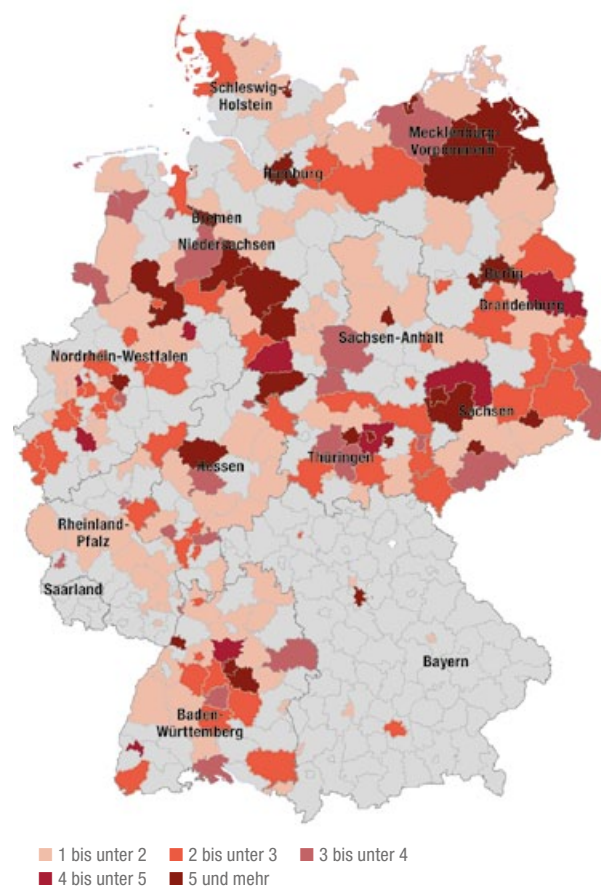 Schleswig-
Holstein
Mecklenburg-
Vorpommern
Hamburg
Bremen
Niedersachsen
Berlin
Brandenburg
Sachsen-Anhalt
Nordrhein-Westfalen
Sachsen
Thüringen
Hessen
Rheinland-
Pfalz
Saarland
Bayern
Baden-
Württemberg
1 bis unter 2
2 bis unter 3
3 bis unter 4
4 bis unter 5
5 und mehr